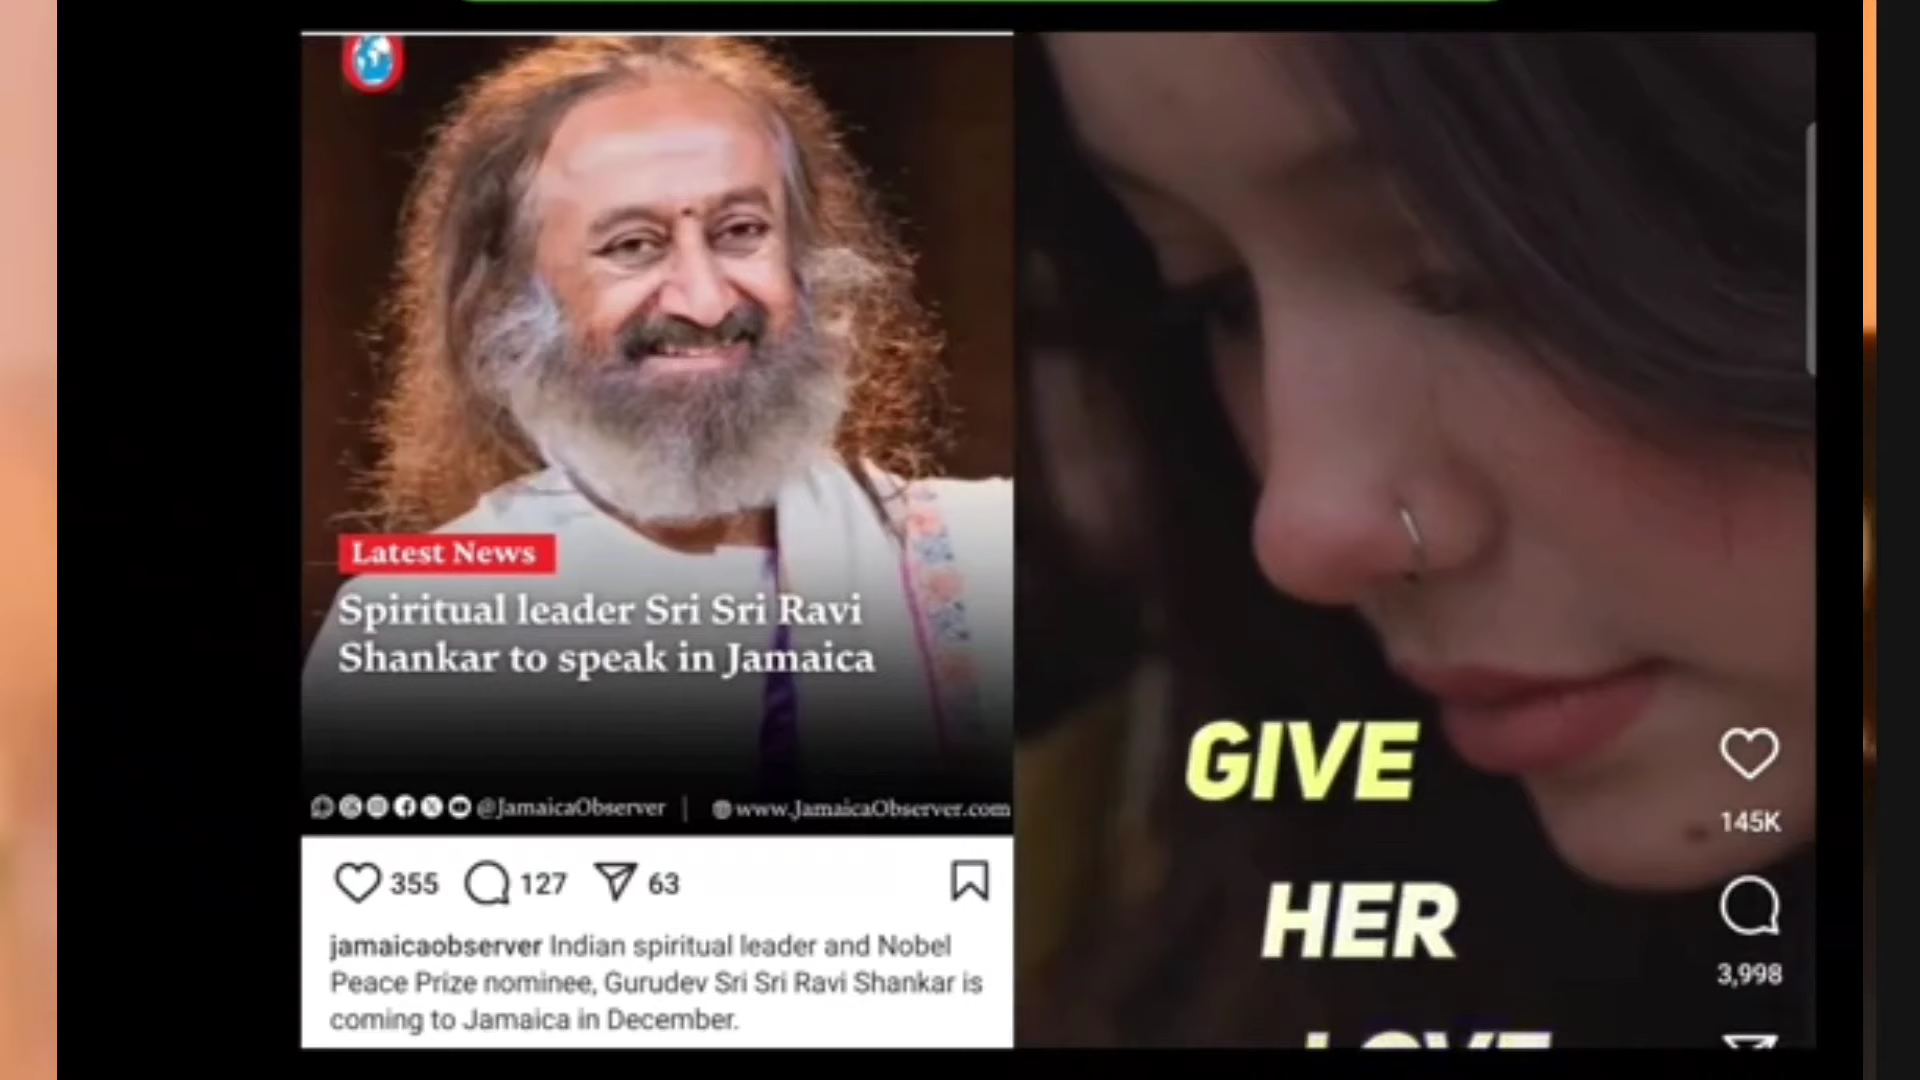 Latest News
Spiritual leader Sri Sri Ravi
Shankar to speak in Jamaica
@JamaicaObserver | www.JamaicaObserver.com
355 127 63
jamaicaobserver Indian spiritual leader and Nobel
Peace Prize nominee, Gurudev Sri Sri Ravi Shankar is
coming to Jamaica in December.
GIVE
HER
LOVE
145K
3,998